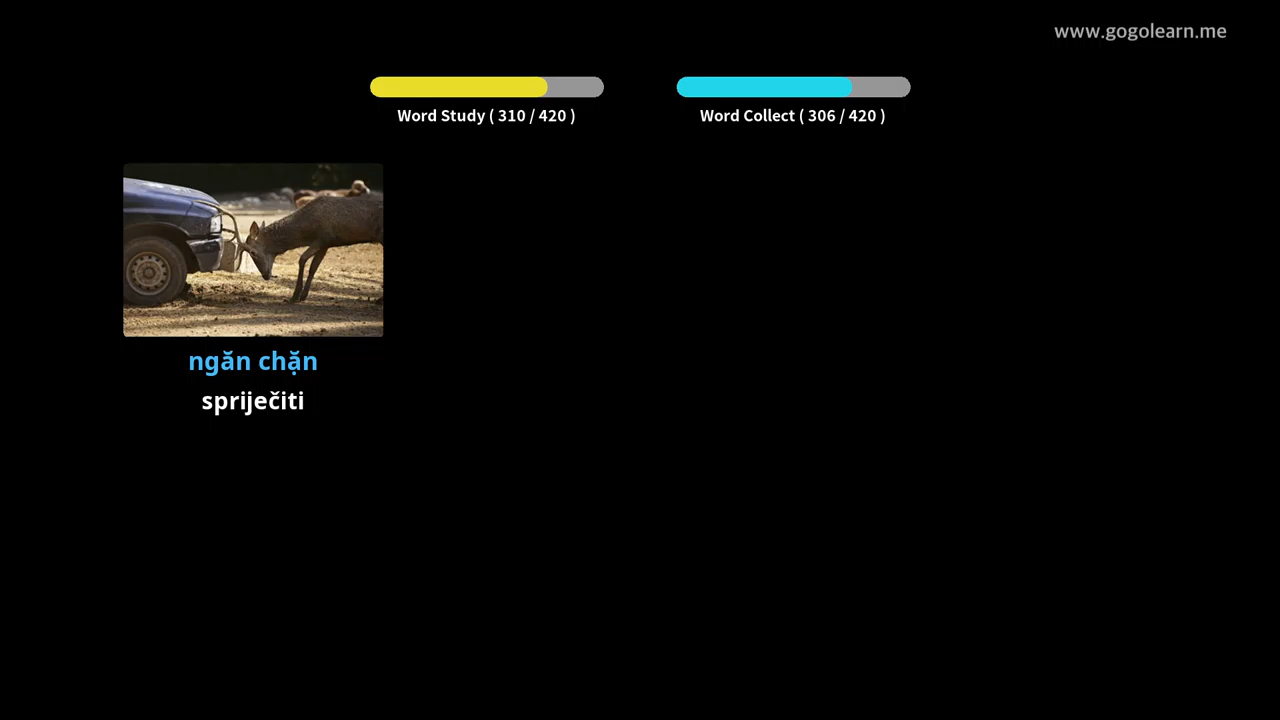 www.gogolearn.me
Word Study ( 310 / 420 )
Word Collect ( 306 / 420 )
ngăn chặn
spriječiti